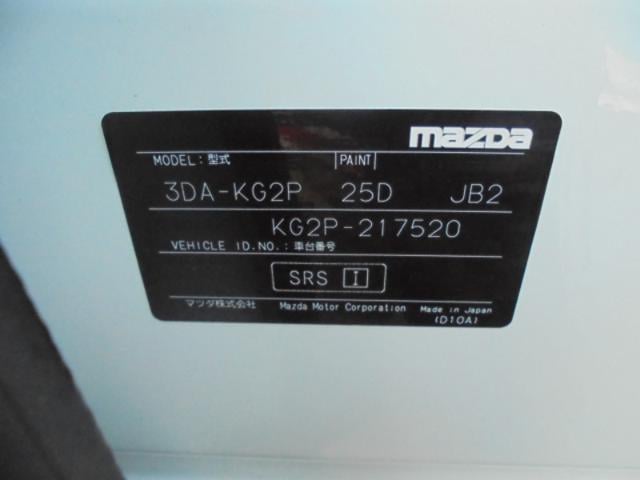 mazda
MODEL:型式 PAINT
3DA-KG2P 25D JB2
KG2P-217520
VEHICLE ID.NO.:車台番号
SRS I
マツダ株式会社 Mazda Motor Corporation Made in Japan
(D10A)